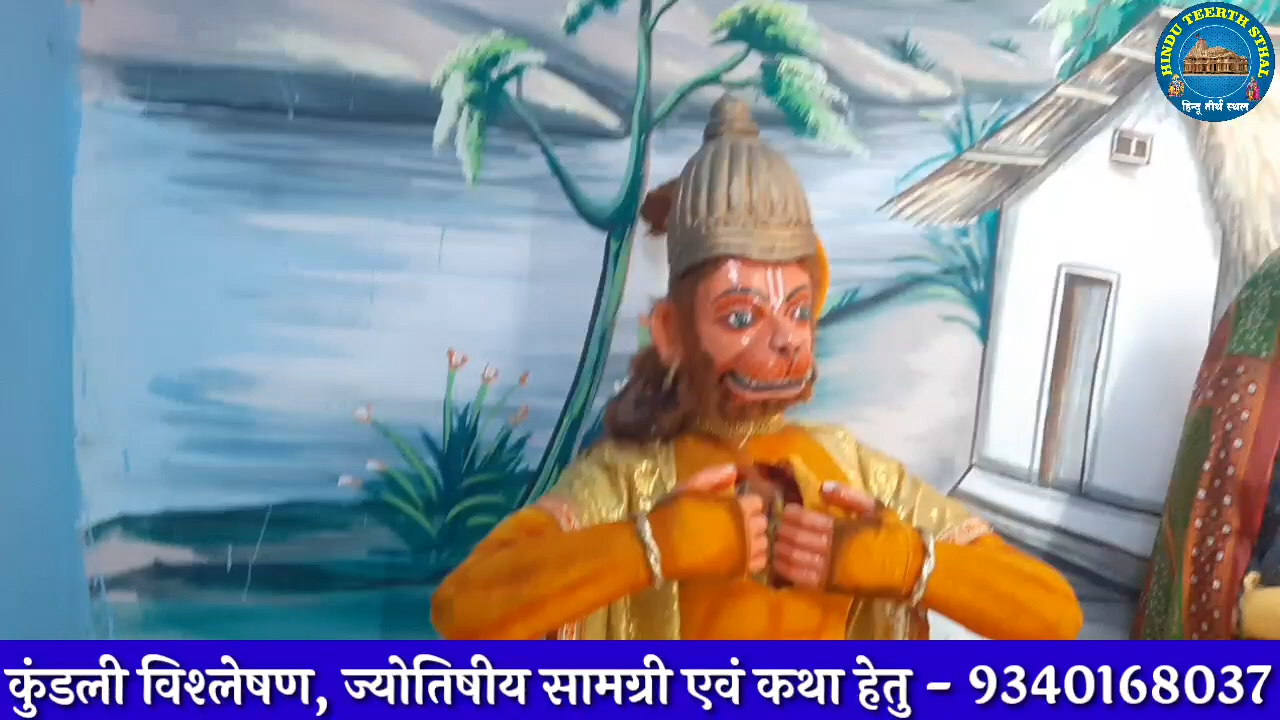 HINDU TEERTH STHAL
हिन्दू तीर्थ स्थल
कुंडली विश्लेषण, ज्योतिषीय सामग्री एवं कथा हेतु - 9340168037